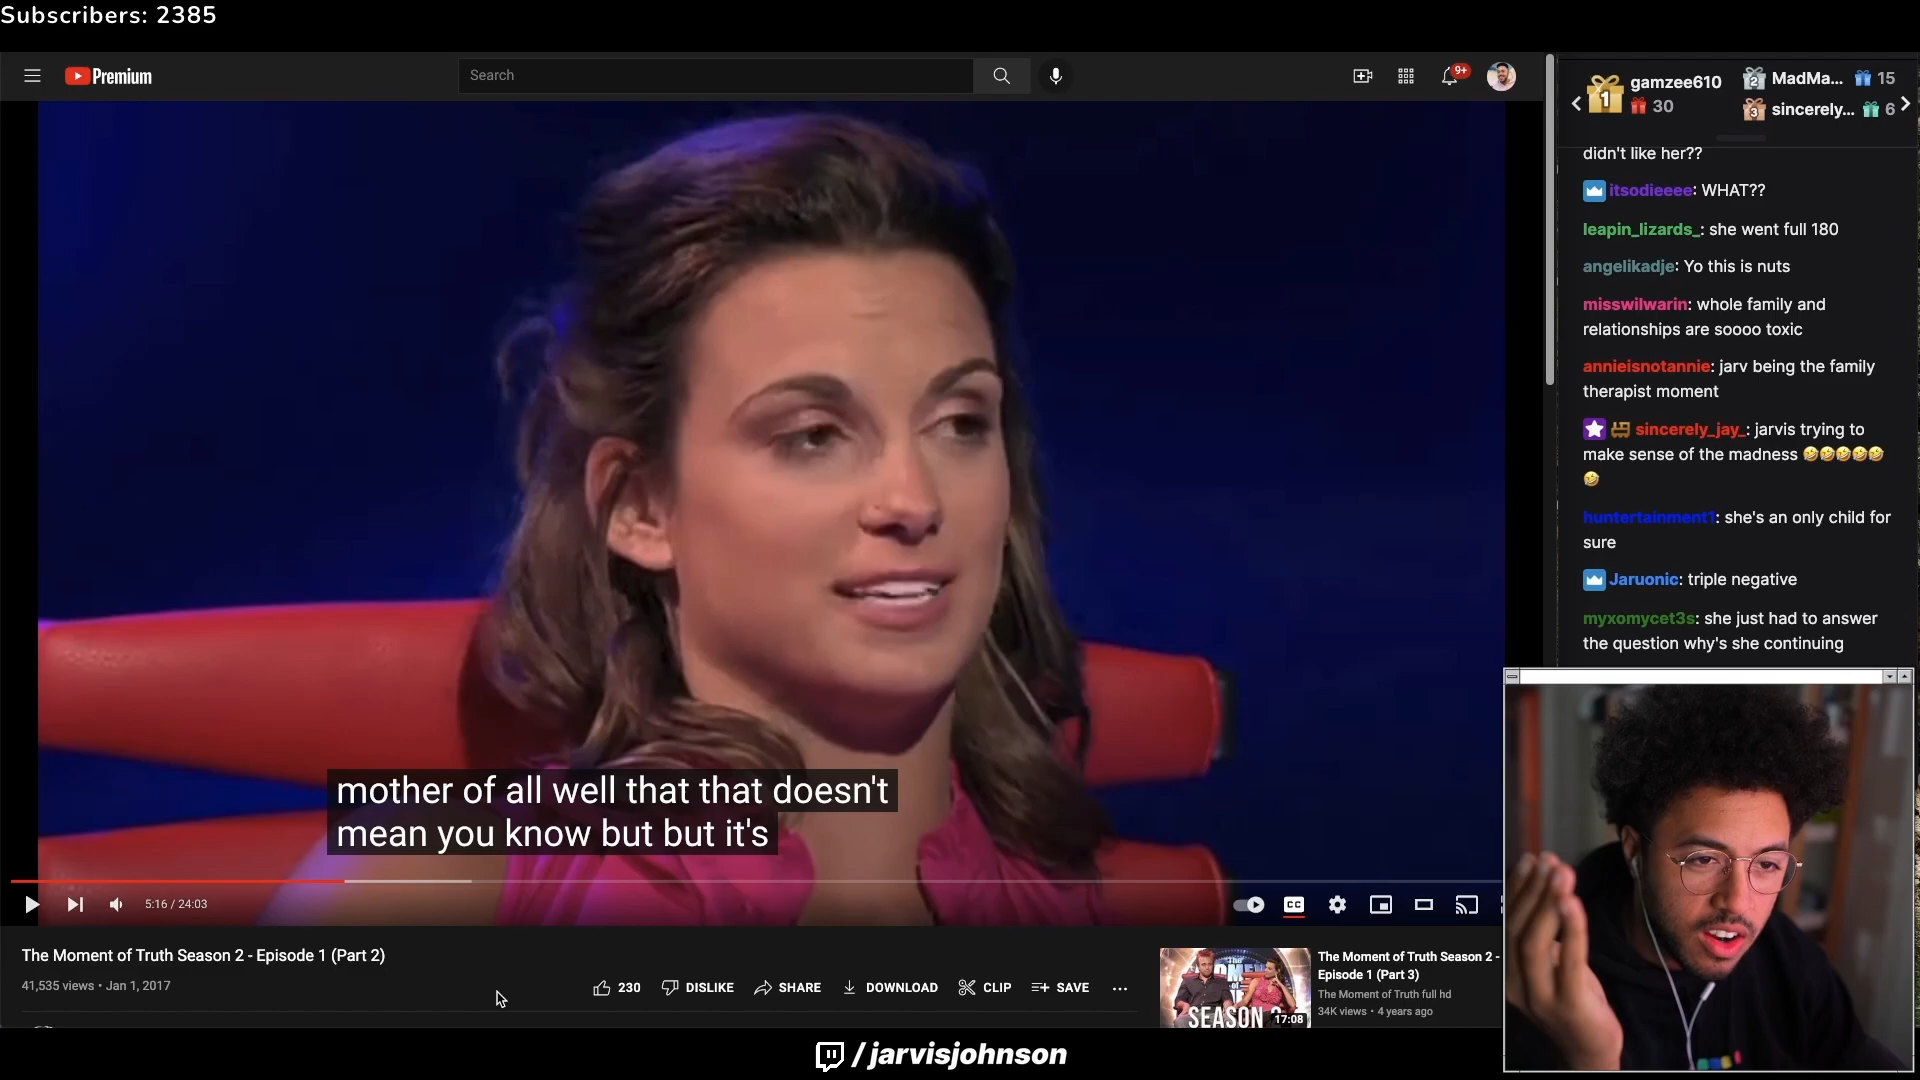 Subscribers: 2385
Premium
Search
9+
gamzee610
30
MadMa... 15
sincerely... 6
didn't like her??
itsodieeee: WHAT??
leapin_lizards_: she went full 180
angelikadje: Yo this is nuts
misswilwarin: whole family and
relationships are soooo toxic
annieisnotannie: jarv being the family
therapist moment
sincerely_jay_: jarvis trying to
make sense of the madness 🤣🤣🤣🤣🤣
🤣
huntertainment1: she's an only child for
sure
Jaruonic: triple negative
myxomycet3s: she just had to answer
the question why's she continuing
mother of all well that that doesn't
mean you know but but it's
5:16 / 24:03
CC
The Moment of Truth Season 2 - Episode 1 (Part 2)
41,535 views • Jan 1, 2017
230
DISLIKE
SHARE
DOWNLOAD
CLIP
SAVE
SEASON
17:08
The Moment of Truth Season 2 -
Episode 1 (Part 3)
The Moment of Truth full hd
34K views • 4 years ago
/jarvisjohnson